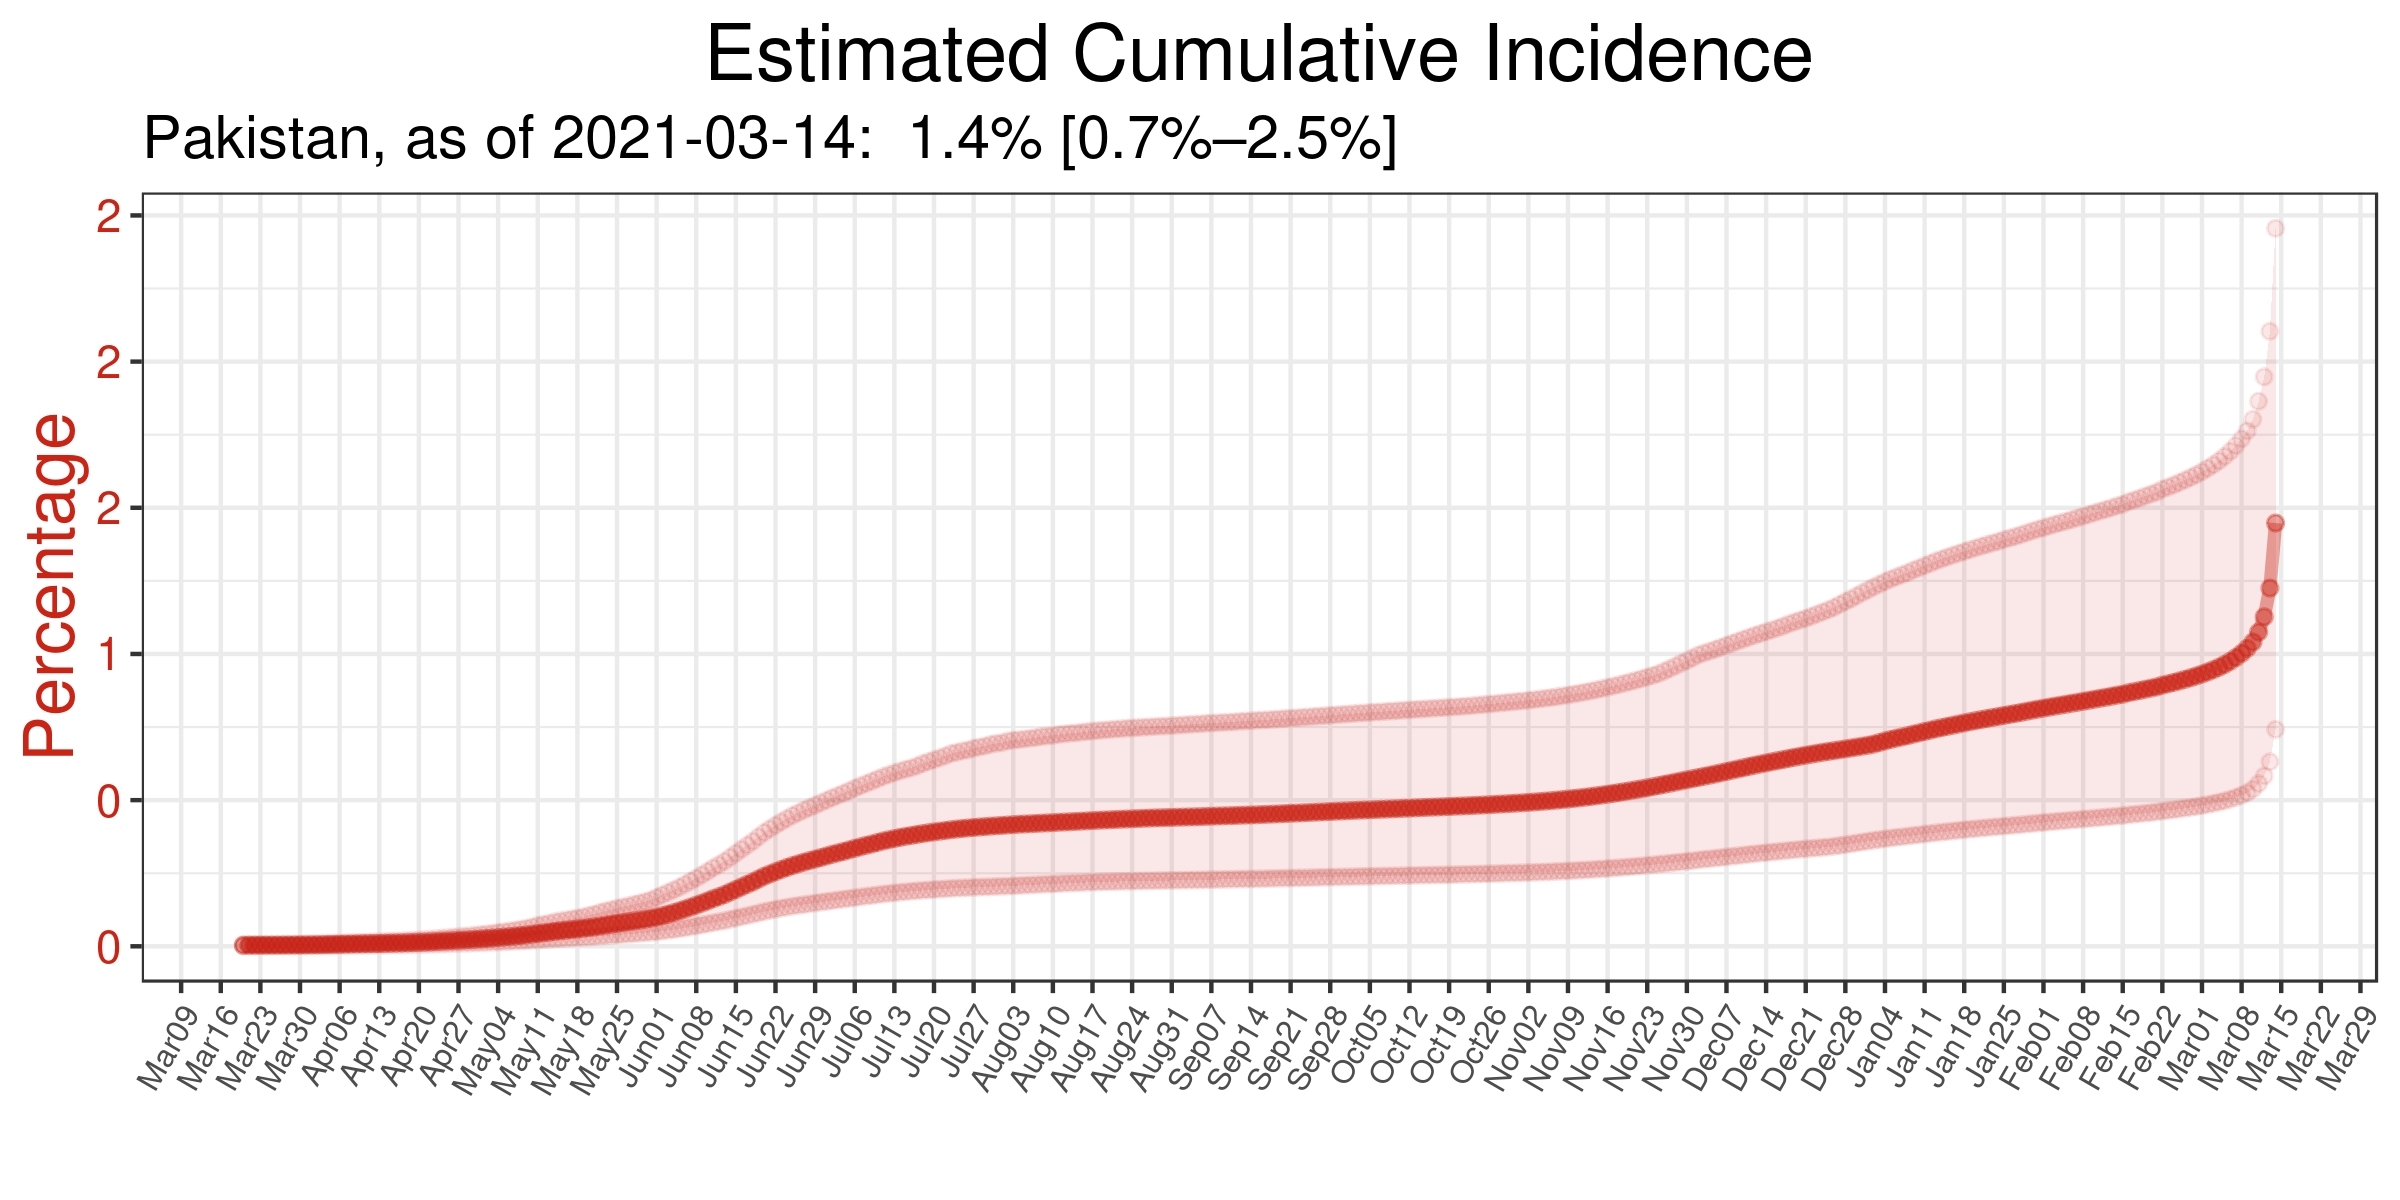 Estimated Cumulative Incidence
Pakistan, as of 2021-03-14:  1.4% [0.7%–2.5%]
Percentage
2
2
2
1
0
0
Mar09
Mar16
Mar23
Mar30
Apr06
Apr13
Apr20
Apr27
May04
May11
May18
May25
Jun01
Jun08
Jun15
Jun22
Jun29
Jul06
Jul13
Jul20
Jul27
Aug03
Aug10
Aug17
Aug24
Aug31
Sep07
Sep14
Sep21
Sep28
Oct05
Oct12
Oct19
Oct26
Nov02
Nov09
Nov16
Nov23
Nov30
Dec07
Dec14
Dec21
Dec28
Jan04
Jan11
Jan18
Jan25
Feb01
Feb08
Feb15
Feb22
Mar01
Mar08
Mar15
Mar22
Mar29